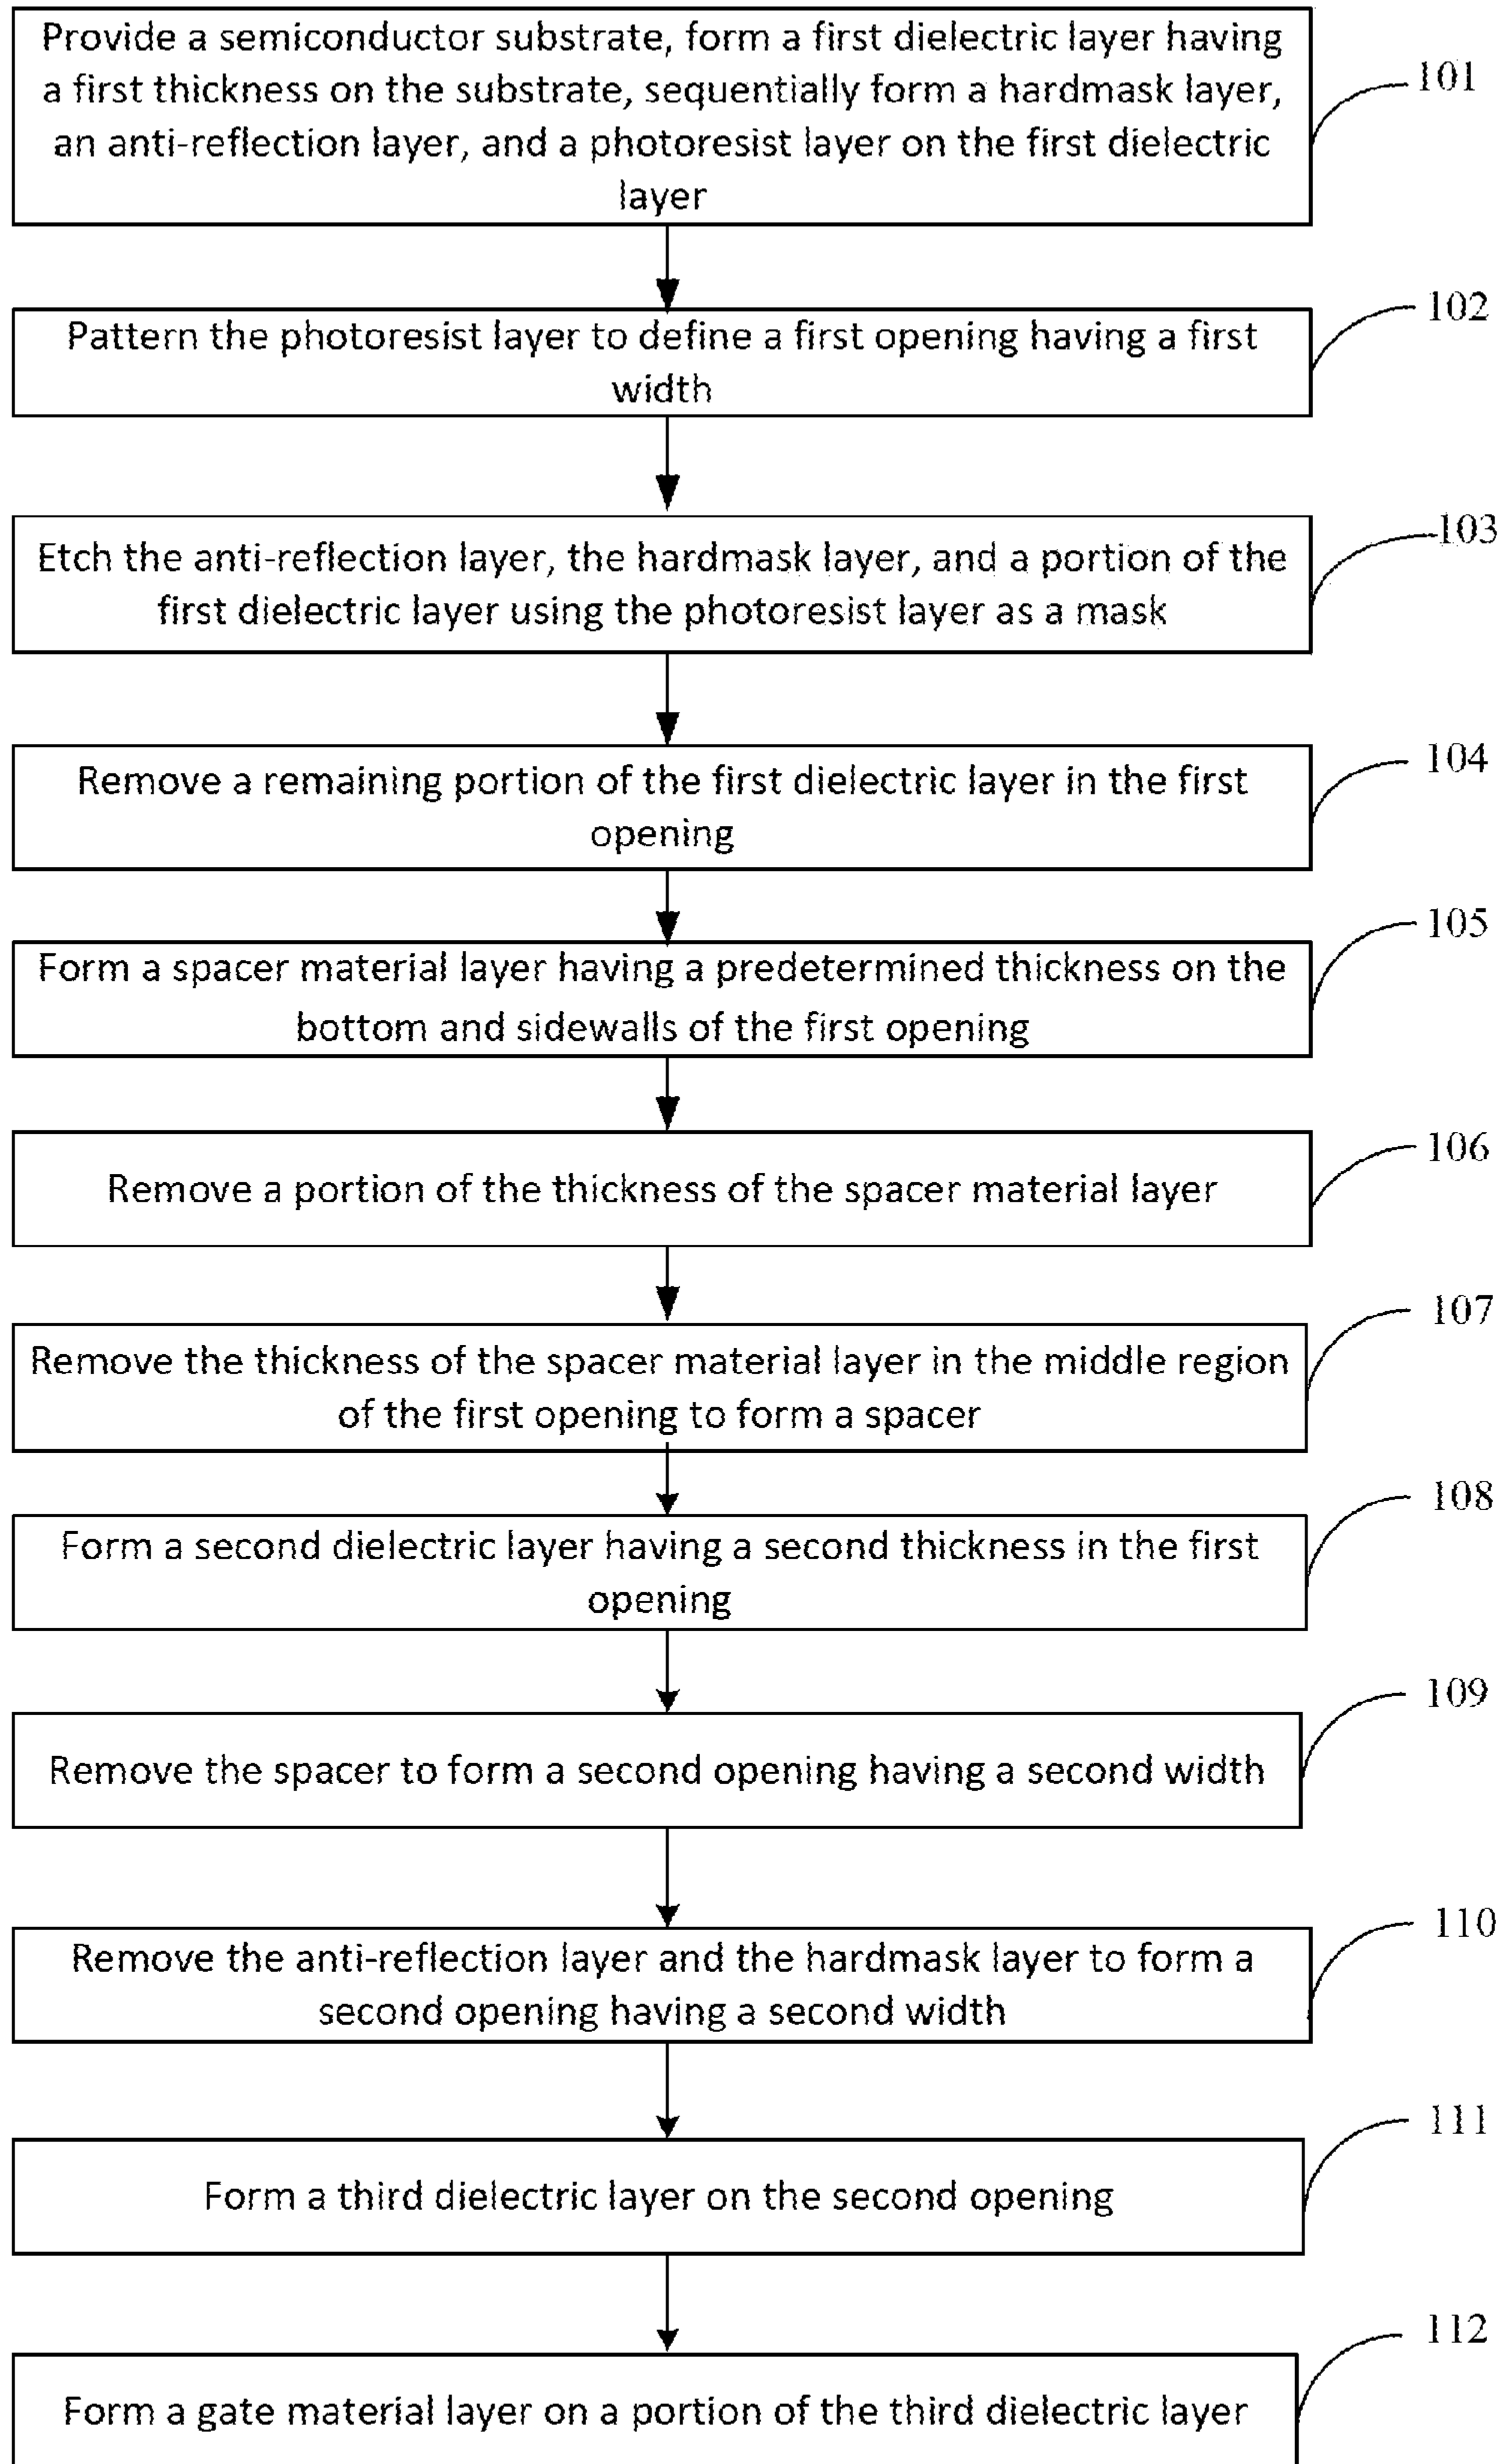 Provide a semiconductor substrate, form a first dielectric layer having
a first thickness on the substrate, sequentially form a hardmask layer,
an anti-reflection layer, and a photoresist layer on the first dielectric
layer
101
Pattern the photoresist layer to define a first opening having a first
width
102
Etch the anti-reflection layer, the hardmask layer, and a portion of the
first dielectric layer using the photoresist layer as a mask
103
Remove a remaining portion of the first dielectric layer in the first
opening
104
Form a spacer material layer having a predetermined thickness on the
bottom and sidewalls of the first opening
105
Remove a portion of the thickness of the spacer material layer
106
Remove the thickness of the spacer material layer in the middle region
of the first opening to form a spacer
107
Form a second dielectric layer having a second thickness in the first
opening
108
Remove the spacer to form a second opening having a second width
109
Remove the anti-reflection layer and the hardmask layer to form a
second opening having a second width
110
Form a third dielectric layer on the second opening
111
Form a gate material layer on a portion of the third dielectric layer
112